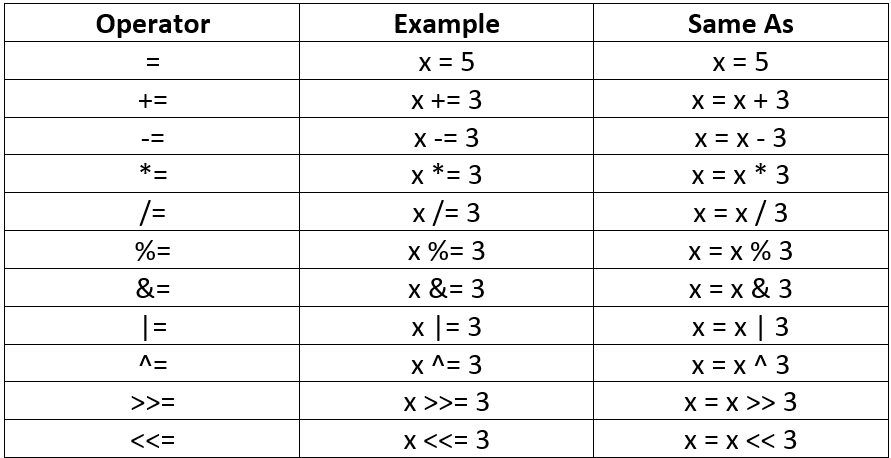 Operator Example Same As
= x = 5 x = 5
+= x += 3 x = x + 3
-= x -= 3 x = x - 3
*= x *= 3 x = x * 3
/= x /= 3 x = x / 3
%= x %= 3 x = x % 3
&= x &= 3 x = x & 3
|= x |= 3 x = x | 3
^= x ^= 3 x = x ^ 3
>>= x >>= 3 x = x >> 3
<<= x <<= 3 x = x << 3